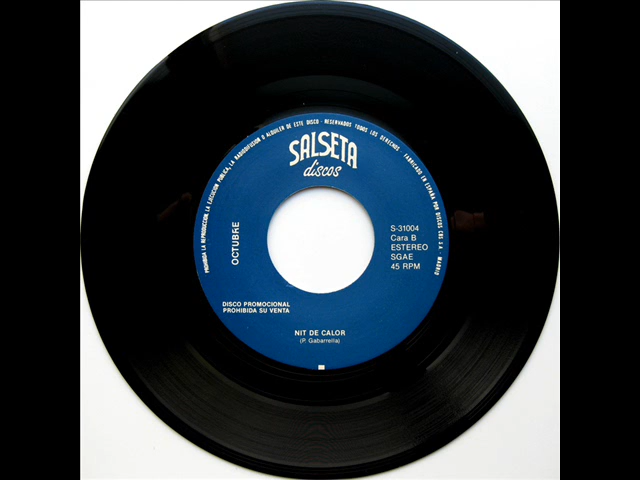 PROHIBIDA LA REPRODUCCION, LA EJECUCION PUBLICA, LA RADIODIFUSION O ALQUILER DE ESTE DISCO - RESERVADOS TODOS LOS DERECHOS - FABRICADO EN ESPAÑA POR DISCOS CBS S.A. - MADRID
SALSETA
discos
OCTUBRE
S-31004
Cara B
ESTEREO
SGAE
45 RPM
DISCO PROMOCIONAL
PROHIBIDA SU VENTA
NIT DE CALOR
(P. Gabarrella)